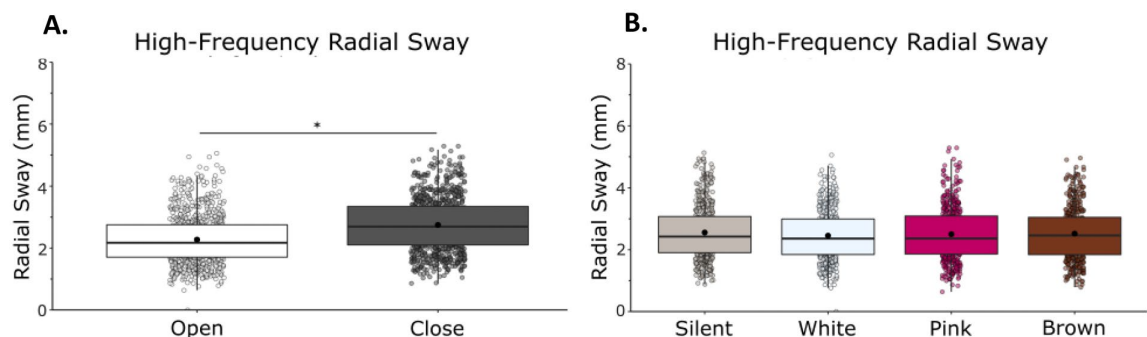 A.
High-Frequency Radial Sway
Radial Sway (mm)
8
6
4
2
0
*
Open Close
B.
High-Frequency Radial Sway
Radial Sway (mm)
8
6
4
2
0
Silent White Pink Brown